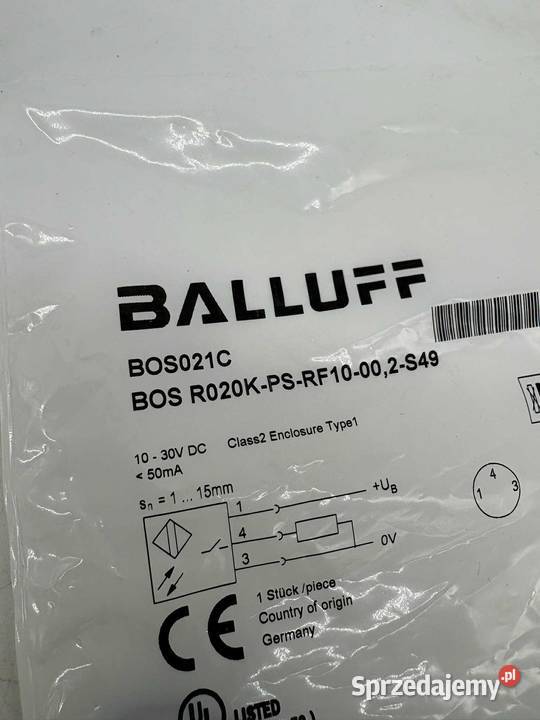 BALLUFF
BOS021C
BOS R020K-PS-RF10-00,2-S49
10 - 30V DC Class2 Enclosure Type1
< 50mA
sn = 1 ... 15mm
1 +UB
4
3 0V
4
1 3
1 Stück /piece
Country of origin
Germany
CE
UL LISTED
Sprzedajemy.pl